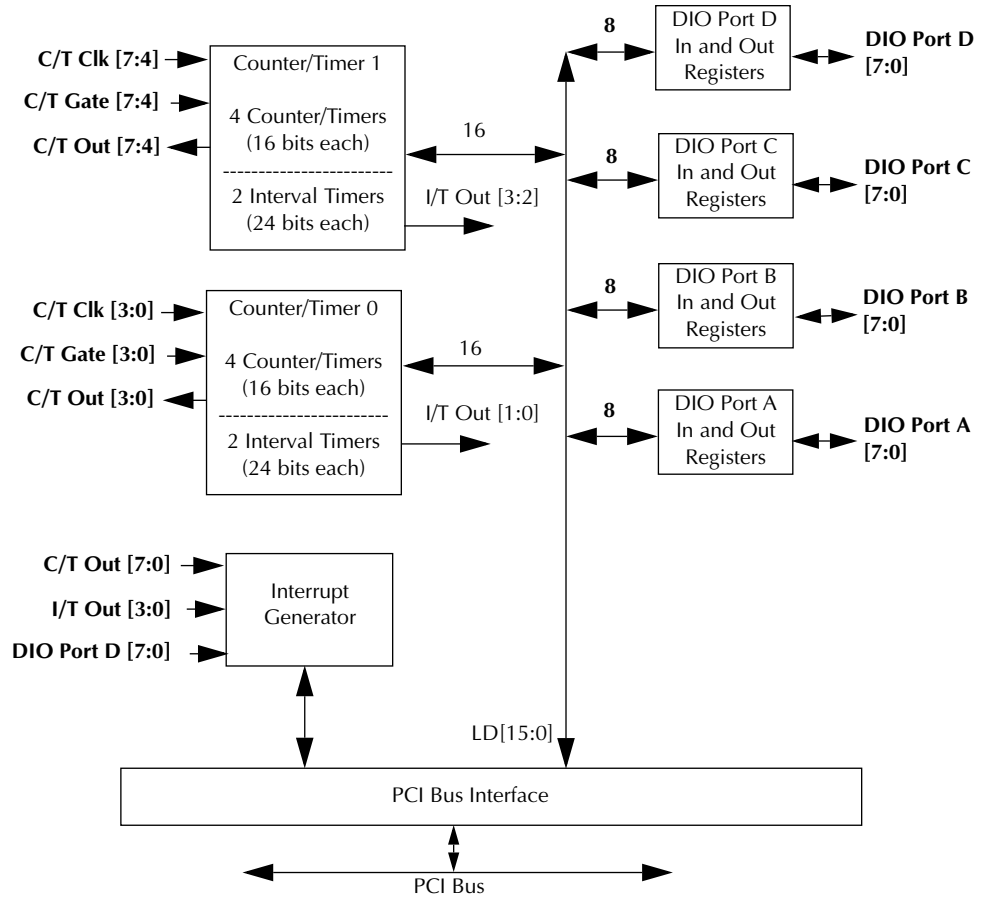 C/T Clk [7:4]
C/T Gate [7:4]
C/T Out [7:4]
Counter/Timer 1
4 Counter/Timers
(16 bits each)
2 Interval Timers
(24 bits each)
16
I/T Out [3:2]
C/T Clk [3:0]
C/T Gate [3:0]
C/T Out [3:0]
Counter/Timer 0
4 Counter/Timers
(16 bits each)
2 Interval Timers
(24 bits each)
16
I/T Out [1:0]
8
DIO Port D
In and Out
Registers
DIO Port D
[7:0]
8
DIO Port C
In and Out
Registers
DIO Port C
[7:0]
8
DIO Port B
In and Out
Registers
DIO Port B
[7:0]
8
DIO Port A
In and Out
Registers
DIO Port A
[7:0]
C/T Out [7:0]
I/T Out [3:0]
DIO Port D [7:0]
Interrupt
Generator
LD[15:0]
PCI Bus Interface
PCI Bus